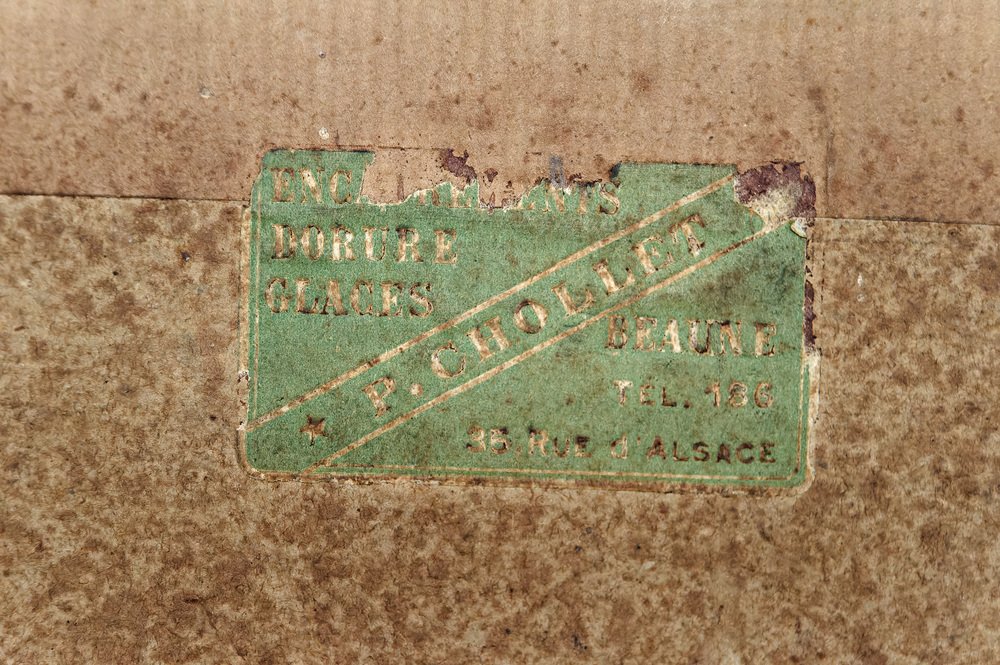 DORURE
GLACES
P. CHOLLET
BEAUNE
TÉL. 186
35, RUE d'ALSACE